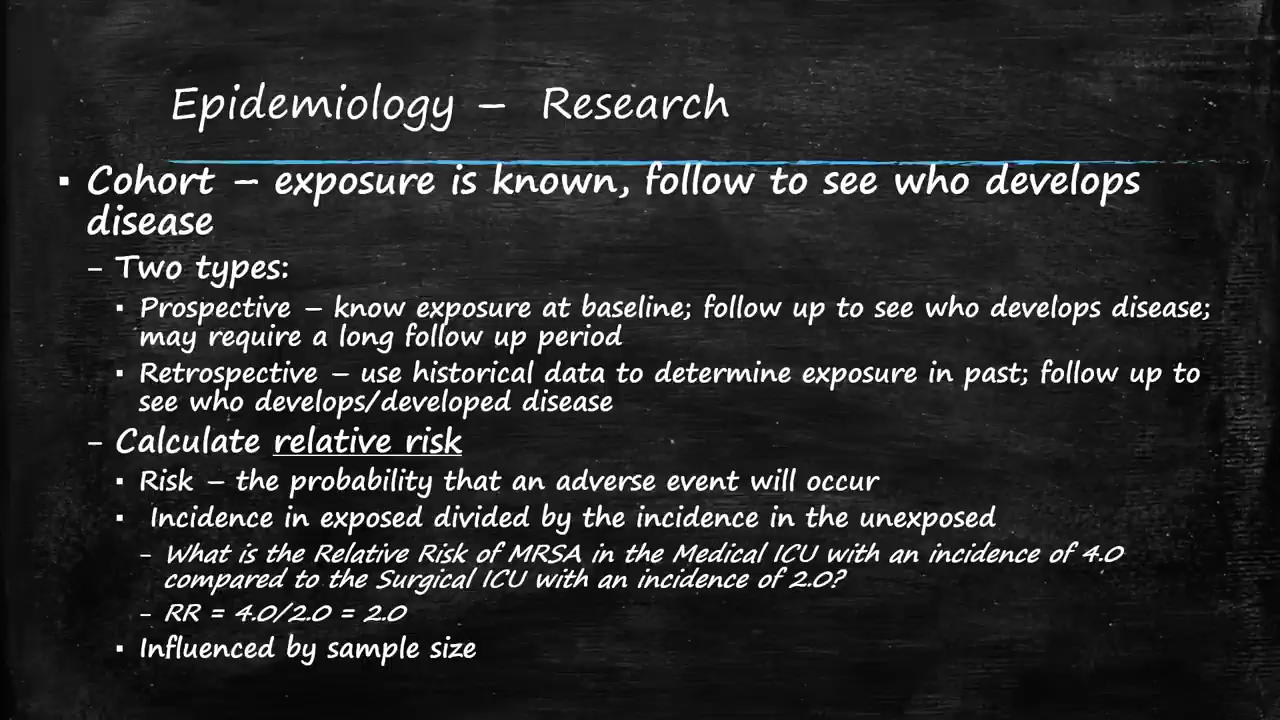 Epidemiology – Research
▪ Cohort – exposure is known, follow to see who develops
disease
– Two types:
▪ Prospective – know exposure at baseline; follow up to see who develops disease;
may require a long follow up period
▪ Retrospective – use historical data to determine exposure in past; follow up to
see who develops/developed disease
– Calculate relative risk
▪ Risk – the probability that an adverse event will occur
▪ Incidence in exposed divided by the incidence in the unexposed
– What is the Relative Risk of MRSA in the Medical ICU with an incidence of 4.0
compared to the Surgical ICU with an incidence of 2.0?
– RR = 4.0/2.0 = 2.0
▪ Influenced by sample size